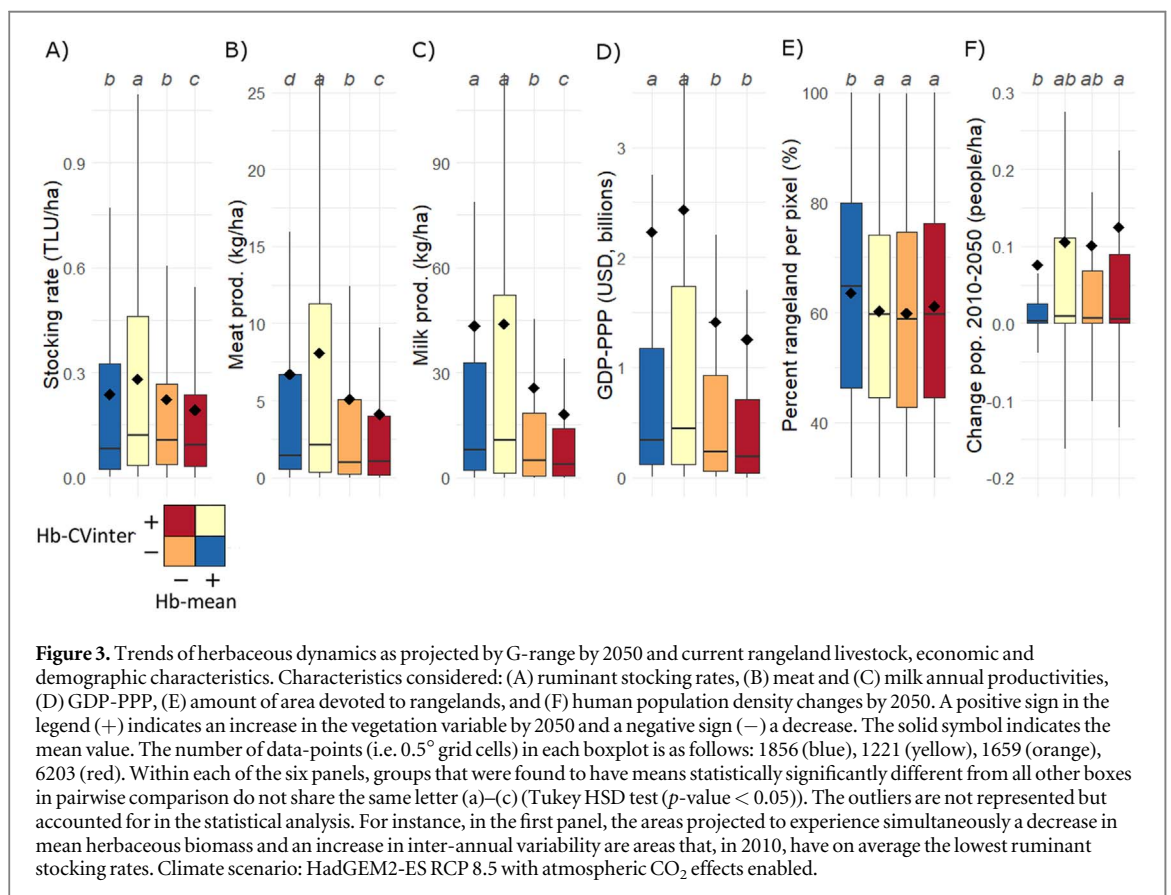 A) B) C) D) E) F)
b a b c d a b c a a b c a a b b b a a a b ab ab a
Stocking rate (TLU/ha)
0.9
0.6
0.3
0.0
Meat prod. (kg/ha)
25
20
15
10
5
0
Milk prod. (kg/ha)
90
60
30
0
GDP-PPP (USD, billions)
3
2
1
0
Percent rangeland per pixel (%)
100
80
60
40
Change pop. 2010-2050 (people/ha)
0.3
0.2
0.1
0.0
-0.1
-0.2
Hb-CVinter
+
−
− +
Hb-mean
Figure 3. Trends of herbaceous dynamics as projected by G-range by 2050 and current rangeland livestock, economic and
demographic characteristics. Characteristics considered: (A) ruminant stocking rates, (B) meat and (C) milk annual productivities,
(D) GDP-PPP, (E) amount of area devoted to rangelands, and (F) human population density changes by 2050. A positive sign in the
legend (+) indicates an increase in the vegetation variable by 2050 and a negative sign (−) a decrease. The solid symbol indicates the
mean value. The number of data-points (i.e. 0.5° grid cells) in each boxplot is as follows: 1856 (blue), 1221 (yellow), 1659 (orange),
6203 (red). Within each of the six panels, groups that were found to have means statistically significantly different from all other boxes
in pairwise comparison do not share the same letter (a)–(c) (Tukey HSD test (p-value < 0.05)). The outliers are not represented but
accounted for in the statistical analysis. For instance, in the first panel, the areas projected to experience simultaneously a decrease in
mean herbaceous biomass and an increase in inter-annual variability are areas that, in 2010, have on average the lowest ruminant
stocking rates. Climate scenario: HadGEM2-ES RCP 8.5 with atmospheric CO₂ effects enabled.